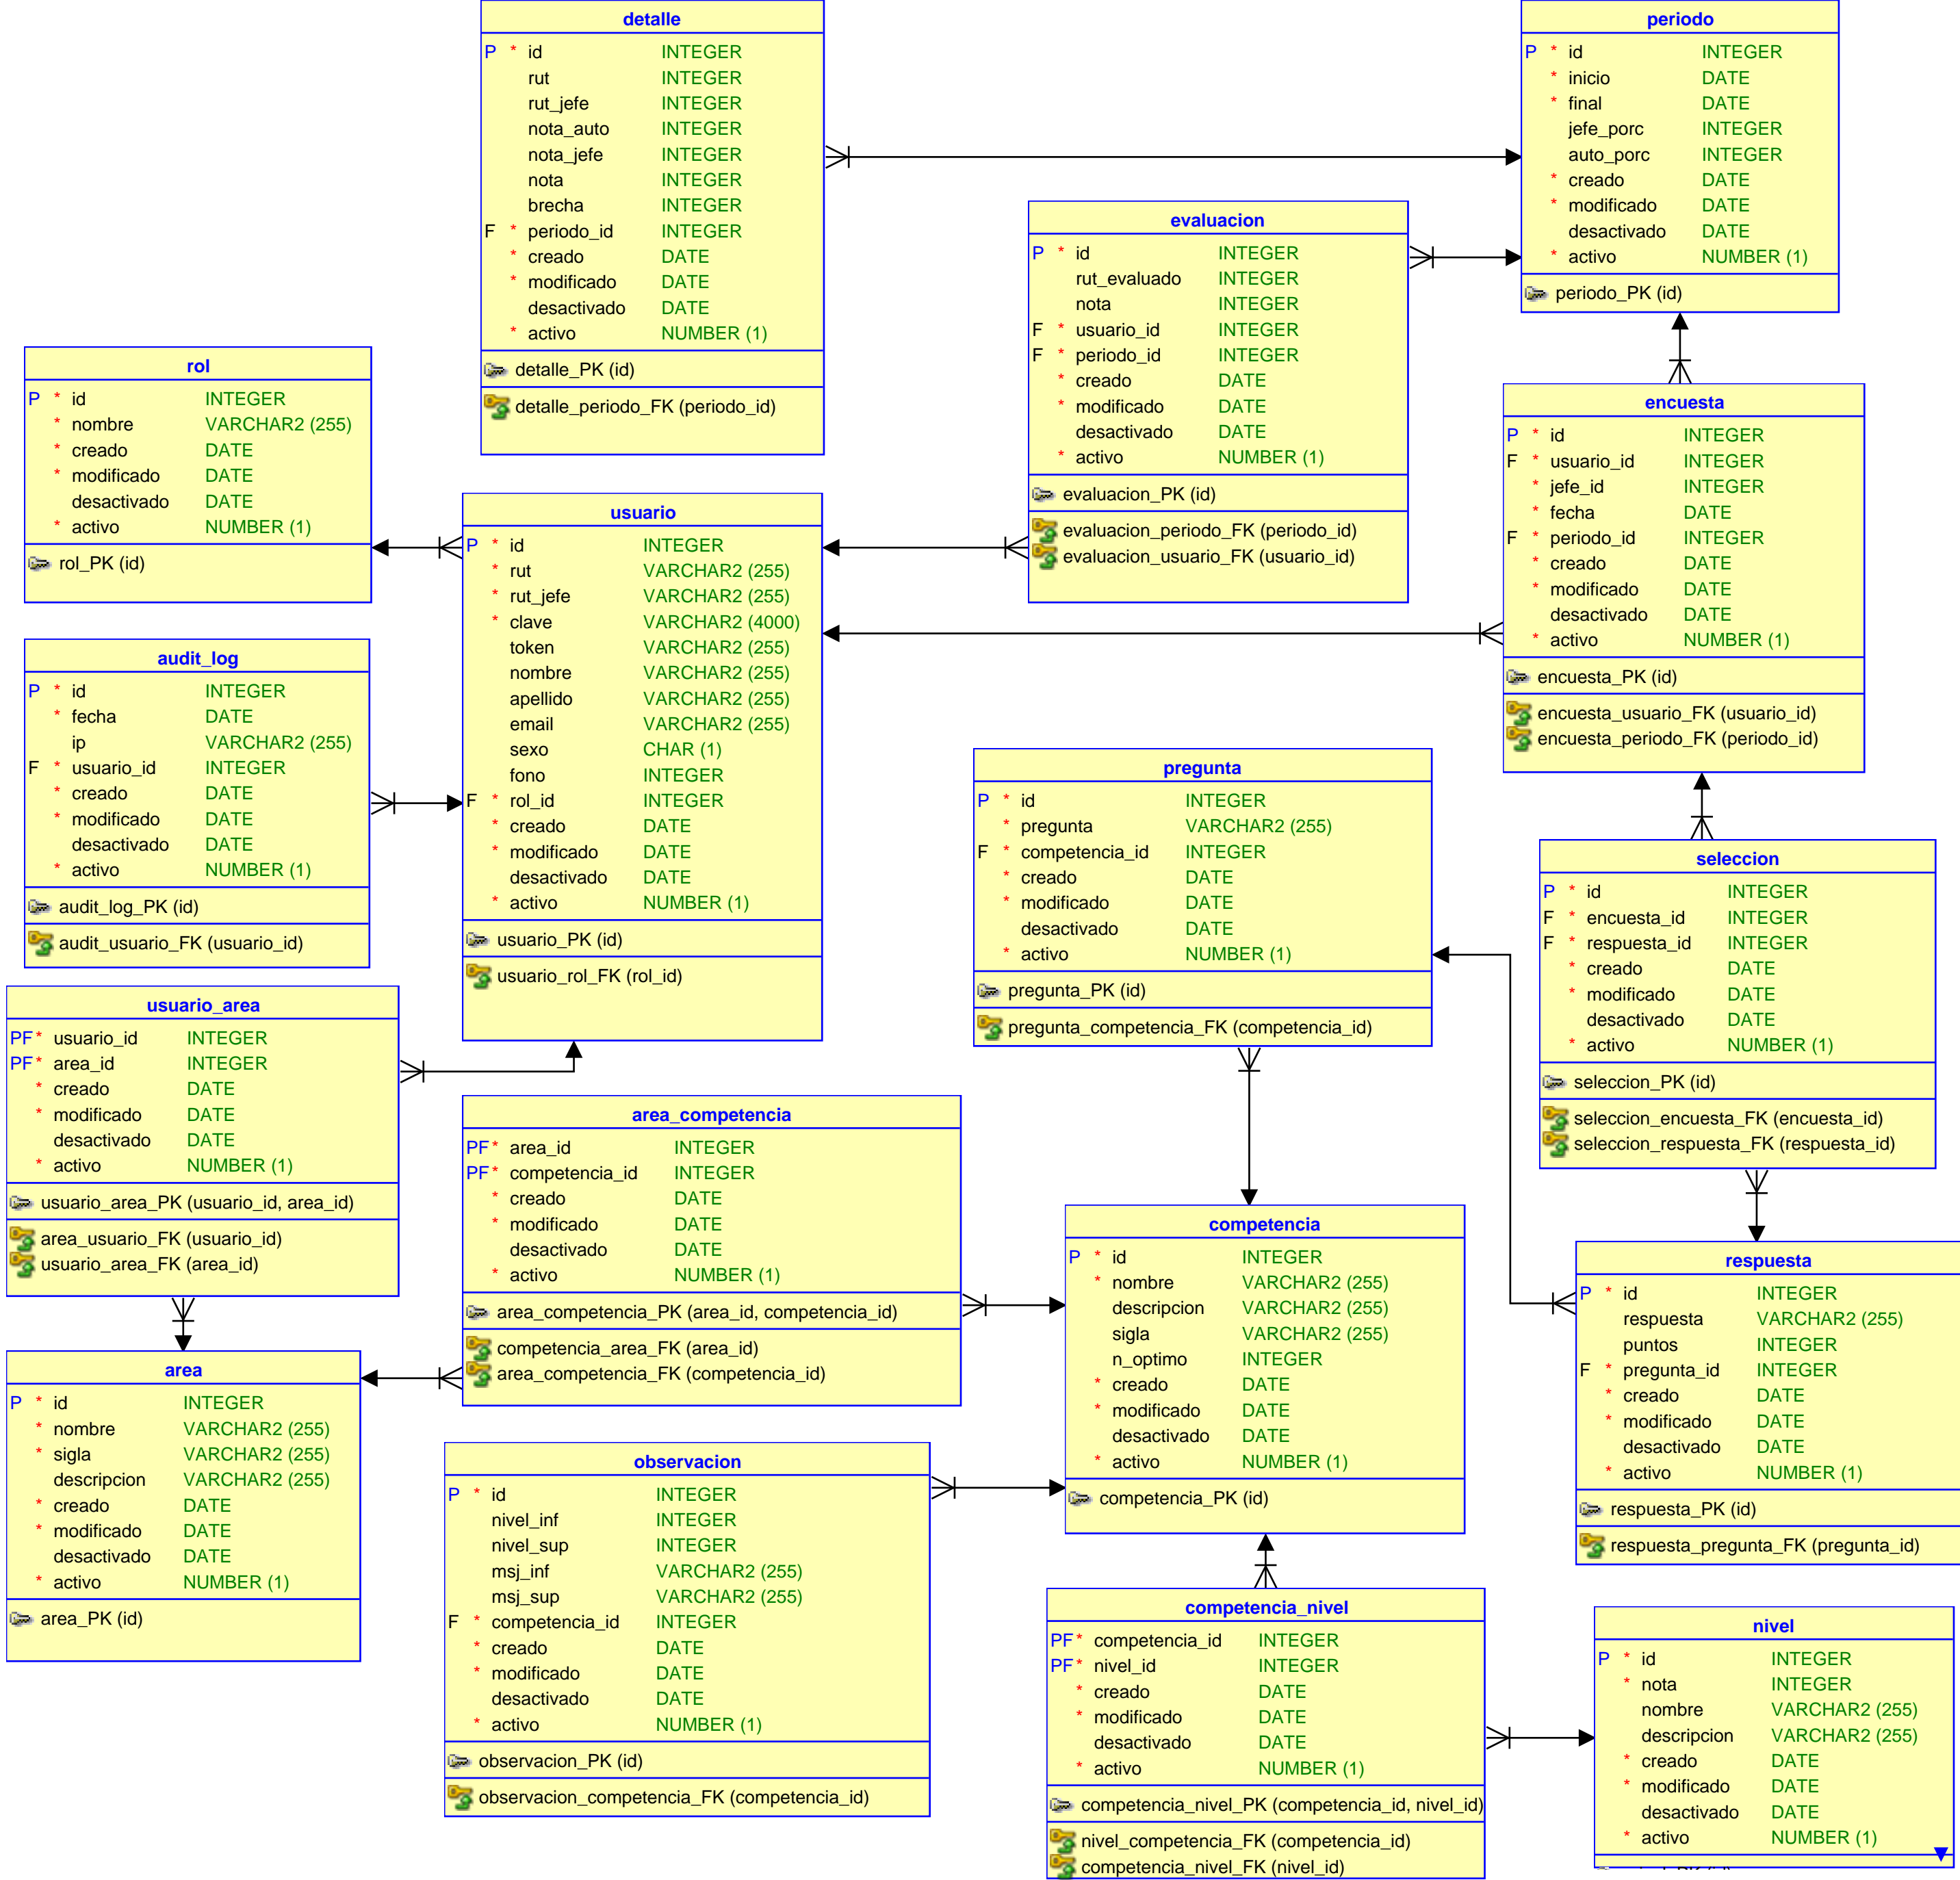 detalle
P * id INTEGER
rut INTEGER
rut_jefe INTEGER
nota_auto INTEGER
nota_jefe INTEGER
nota INTEGER
brecha INTEGER
F * periodo_id INTEGER
* creado DATE
* modificado DATE
desactivado DATE
* activo NUMBER (1)
detalle_PK (id)
detalle_periodo_FK (periodo_id)
periodo
P * id INTEGER
* inicio DATE
* final DATE
jefe_porc INTEGER
auto_porc INTEGER
* creado DATE
* modificado DATE
desactivado DATE
* activo NUMBER (1)
periodo_PK (id)
evaluacion
P * id INTEGER
rut_evaluado INTEGER
nota INTEGER
F * usuario_id INTEGER
F * periodo_id INTEGER
* creado DATE
* modificado DATE
desactivado DATE
* activo NUMBER (1)
evaluacion_PK (id)
evaluacion_periodo_FK (periodo_id)
evaluacion_usuario_FK (usuario_id)
rol
P * id INTEGER
* nombre VARCHAR2 (255)
* creado DATE
* modificado DATE
desactivado DATE
* activo NUMBER (1)
rol_PK (id)
encuesta
P * id INTEGER
F * usuario_id INTEGER
* jefe_id INTEGER
* fecha DATE
F * periodo_id INTEGER
* creado DATE
* modificado DATE
desactivado DATE
* activo NUMBER (1)
encuesta_PK (id)
encuesta_usuario_FK (usuario_id)
encuesta_periodo_FK (periodo_id)
usuario
P * id INTEGER
* rut VARCHAR2 (255)
* rut_jefe VARCHAR2 (255)
* clave VARCHAR2 (4000)
token VARCHAR2 (255)
nombre VARCHAR2 (255)
apellido VARCHAR2 (255)
email VARCHAR2 (255)
sexo CHAR (1)
fono INTEGER
F * rol_id INTEGER
* creado DATE
* modificado DATE
desactivado DATE
* activo NUMBER (1)
usuario_PK (id)
usuario_rol_FK (rol_id)
audit_log
P * id INTEGER
* fecha DATE
ip VARCHAR2 (255)
F * usuario_id INTEGER
* creado DATE
* modificado DATE
desactivado DATE
* activo NUMBER (1)
audit_log_PK (id)
audit_usuario_FK (usuario_id)
pregunta
P * id INTEGER
* pregunta VARCHAR2 (255)
F * competencia_id INTEGER
* creado DATE
* modificado DATE
desactivado DATE
* activo NUMBER (1)
pregunta_PK (id)
pregunta_competencia_FK (competencia_id)
seleccion
P * id INTEGER
F * encuesta_id INTEGER
F * respuesta_id INTEGER
* creado DATE
* modificado DATE
desactivado DATE
* activo NUMBER (1)
seleccion_PK (id)
seleccion_encuesta_FK (encuesta_id)
seleccion_respuesta_FK (respuesta_id)
usuario_area
PF * usuario_id INTEGER
PF * area_id INTEGER
* creado DATE
* modificado DATE
desactivado DATE
* activo NUMBER (1)
usuario_area_PK (usuario_id, area_id)
area_usuario_FK (usuario_id)
usuario_area_FK (area_id)
area_competencia
PF * area_id INTEGER
PF * competencia_id INTEGER
* creado DATE
* modificado DATE
desactivado DATE
* activo NUMBER (1)
area_competencia_PK (area_id, competencia_id)
competencia_area_FK (area_id)
area_competencia_FK (competencia_id)
competencia
P * id INTEGER
* nombre VARCHAR2 (255)
descripcion VARCHAR2 (255)
sigla VARCHAR2 (255)
n_optimo INTEGER
* creado DATE
* modificado DATE
desactivado DATE
* activo NUMBER (1)
competencia_PK (id)
respuesta
P * id INTEGER
respuesta VARCHAR2 (255)
puntos INTEGER
F * pregunta_id INTEGER
* creado DATE
* modificado DATE
desactivado DATE
* activo NUMBER (1)
respuesta_PK (id)
respuesta_pregunta_FK (pregunta_id)
area
P * id INTEGER
* nombre VARCHAR2 (255)
* sigla VARCHAR2 (255)
descripcion VARCHAR2 (255)
* creado DATE
* modificado DATE
desactivado DATE
* activo NUMBER (1)
area_PK (id)
observacion
P * id INTEGER
nivel_inf INTEGER
nivel_sup INTEGER
msj_inf VARCHAR2 (255)
msj_sup VARCHAR2 (255)
F * competencia_id INTEGER
* creado DATE
* modificado DATE
desactivado DATE
* activo NUMBER (1)
observacion_PK (id)
observacion_competencia_FK (competencia_id)
competencia_nivel
PF * competencia_id INTEGER
PF * nivel_id INTEGER
* creado DATE
* modificado DATE
desactivado DATE
* activo NUMBER (1)
competencia_nivel_PK (competencia_id, nivel_id)
nivel_competencia_FK (competencia_id)
competencia_nivel_FK (nivel_id)
nivel
P * id INTEGER
* nota INTEGER
nombre VARCHAR2 (255)
descripcion VARCHAR2 (255)
* creado DATE
* modificado DATE
desactivado DATE
* activo NUMBER (1)